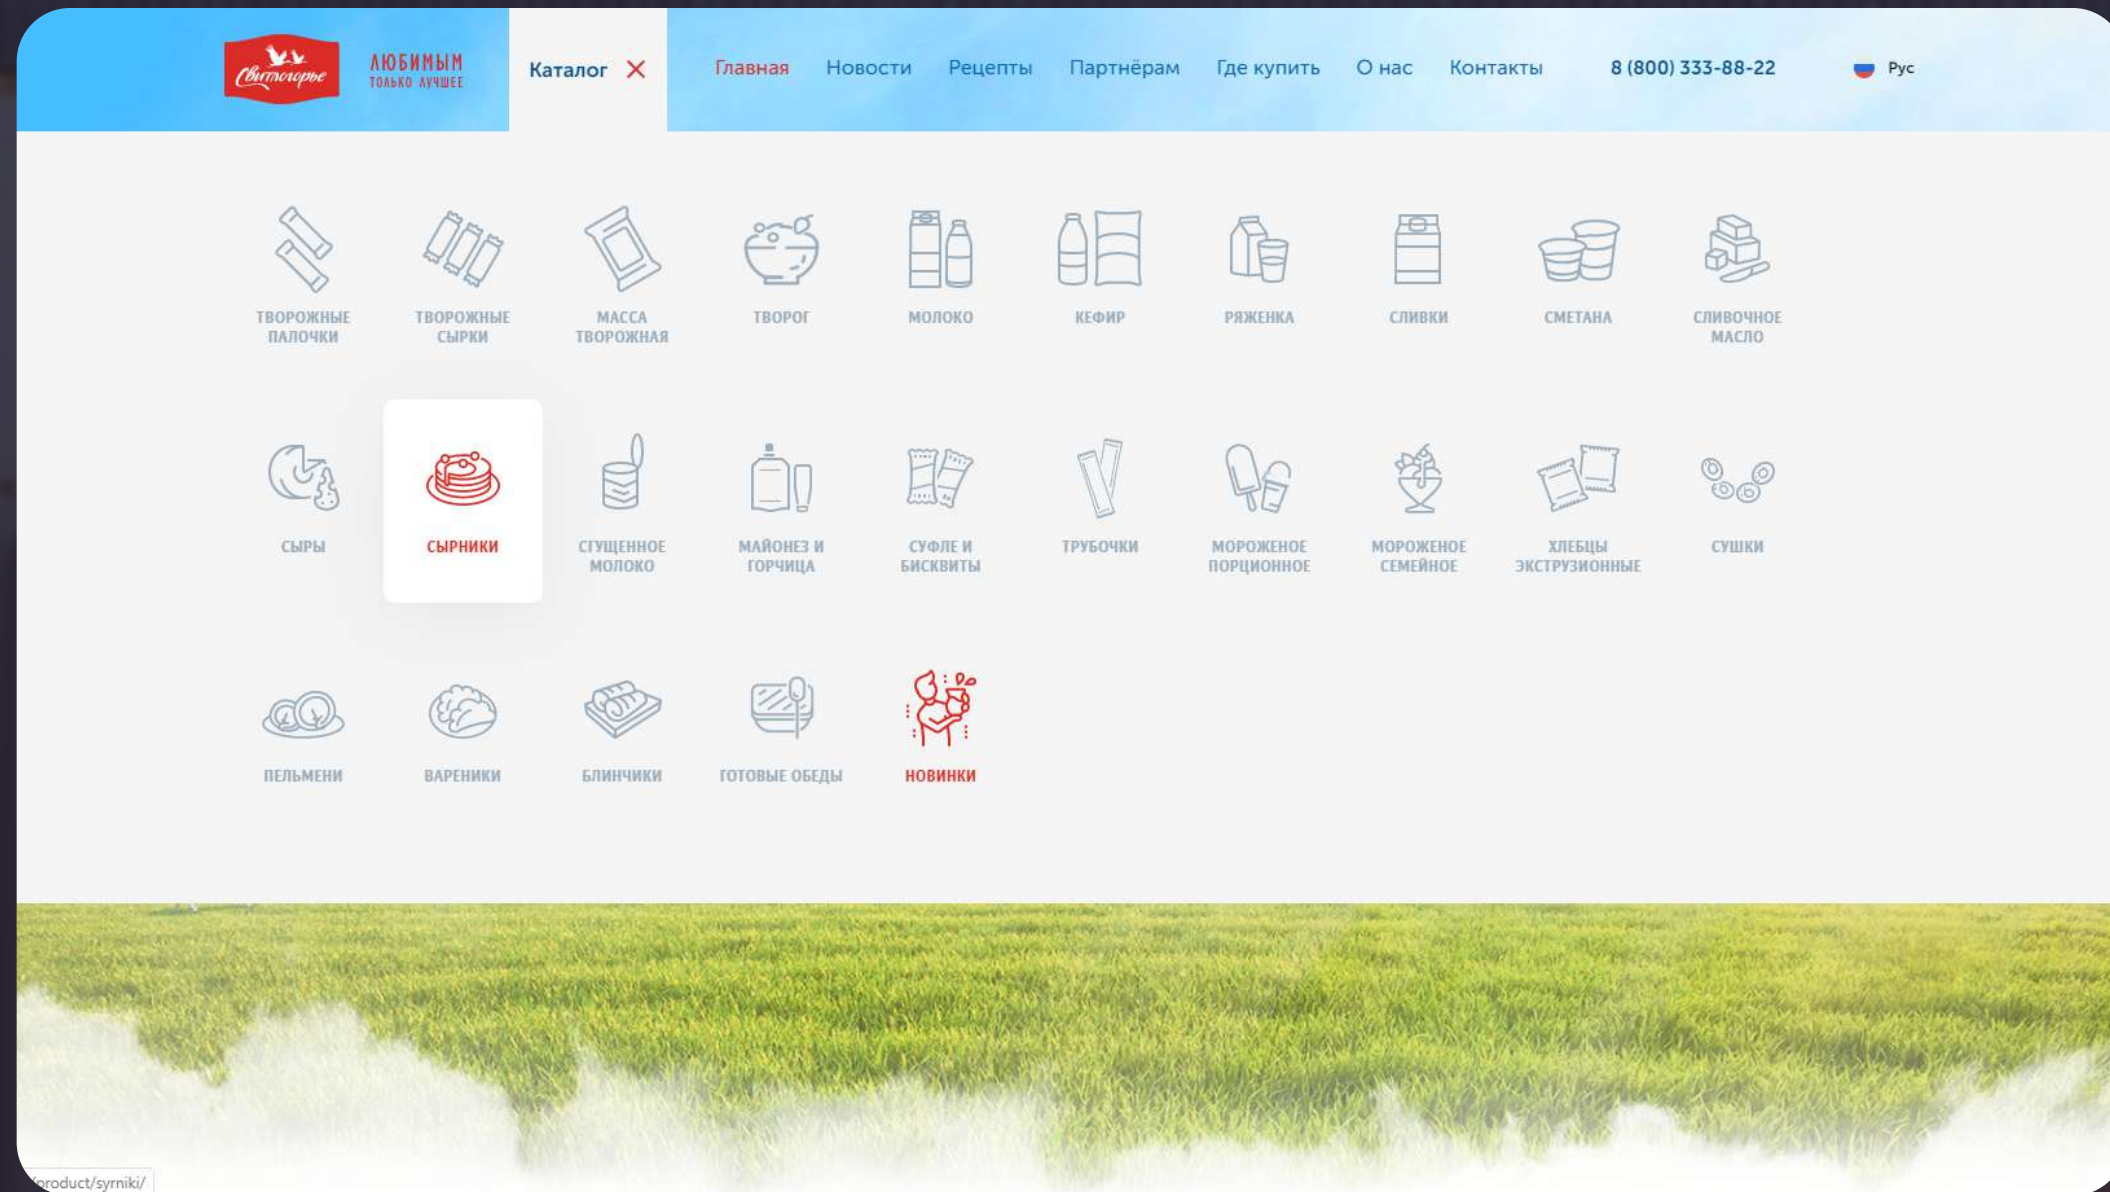 Свитлогорье
ЛЮБИМЫМ
ТОЛЬКО ЛУЧШЕЕ
Каталог
Главная
Новости
Рецепты
Партнёрам
Где купить
О нас
Контакты
8 (800) 333-88-22
Рус
ТВОРОЖНЫЕ
ПАЛОЧКИ
ТВОРОЖНЫЕ
СЫРКИ
МАССА
ТВОРОЖНАЯ
ТВОРОГ
МОЛОКО
КЕФИР
РЯЖЕНКА
СЛИВКИ
СМЕТАНА
СЛИВОЧНОЕ
МАСЛО
СЫРЫ
СЫРНИКИ
СГУЩЕННОЕ
МОЛОКО
МАЙОНЕЗ И
ГОРЧИЦА
СУФЛЕ И
БИСКВИТЫ
ТРУБОЧКИ
МОРОЖЕНОЕ
ПОРЦИОННОЕ
МОРОЖЕНОЕ
СЕМЕЙНОЕ
ХЛЕБЦЫ
ЭКСТРУЗИОННЫЕ
СУШКИ
ПЕЛЬМЕНИ
ВАРЕНИКИ
БЛИНЧИКИ
ГОТОВЫЕ ОБЕДЫ
НОВИНКИ
/product/syrniki/